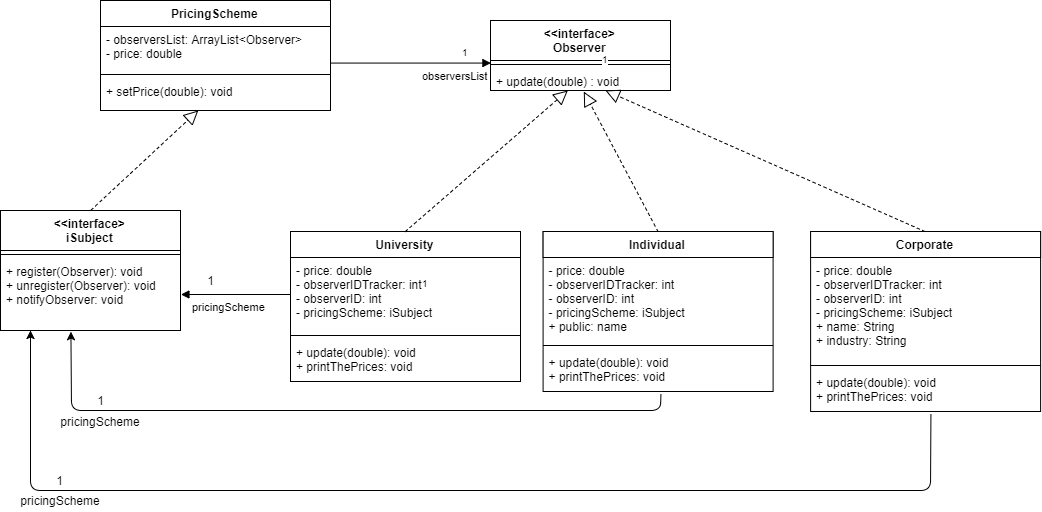 PricingScheme
- observersList: ArrayList<Observer>
- price: double
+ setPrice(double): void
1
observersList
<<interface>>
Observer
1
+ update(double) : void
<<interface>>
iSubject
+ register(Observer): void
+ unregister(Observer): void
+ notifyObserver: void
1
pricingScheme
University
- price: double
- observerIDTracker: int1
- observerID: int
- pricingScheme: iSubject
+ update(double): void
+ printThePrices: void
Individual
- price: double
- observerIDTracker: int
- observerID: int
- pricingScheme: iSubject
+ public: name
+ update(double): void
+ printThePrices: void
Corporate
- price: double
- observerIDTracker: int
- observerID: int
- pricingScheme: iSubject
+ name: String
+ industry: String
+ update(double): void
+ printThePrices: void
1
pricingScheme
1
pricingScheme